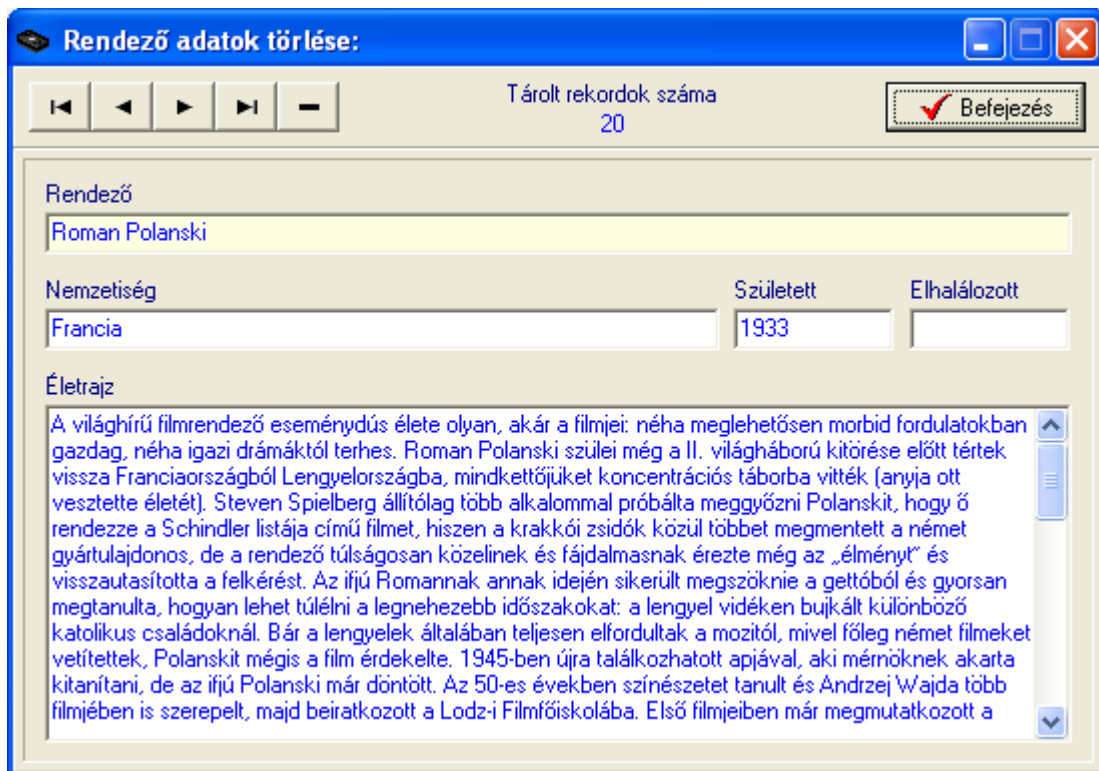 Rendező adatok törlése:
Tárolt rekordok száma
20
Befejezés
Rendező
Roman Polanski
Nemzetiség
Született
Elhalálozott
Francia
1933
Életrajz
A világhírű filmrendező eseménydús élete olyan, akár a filmjei: néha meglehetősen morbid fordulatokban
gazdag, néha igazi drámáktól terhes. Roman Polanski szülei még a II. világháború kitörése előtt tértek
vissza Franciaországból Lengyelországba, mindkettőjüket koncentrációs táborba vitték (anyja ott
vesztette életét). Steven Spielberg állítólag több alkalommal próbálta meggyőzni Polanskit, hogy ő
rendezze a Schindler listája című filmet, hiszen a krakkói zsidók közül többet megmentett a német
gyártulajdonos, de a rendező túlságosan közelinek és fájdalmasnak érezte még az „élményt” és
visszautasította a felkérést. Az ifjú Romannak annak idején sikerült megszöknie a gettóból és gyorsan
megtanulta, hogyan lehet túlélni a legnehezebb időszakokat: a lengyel vidéken bujkált különböző
katolikus családoknál. Bár a lengyelek általában teljesen elfordultak a mozitól, mivel főleg német filmeket
vetítettek, Polanskit mégis a film érdekelte. 1945-ben újra találkozhatott apjával, aki mérnöknek akarta
kitanítani, de az ifjú Polanski már döntött. Az 50-es években színészetet tanult és Andrzej Wajda több
filmjében is szerepelt, majd beiratkozott a Lodz-i Filmfőiskolába. Első filmjeiben már megmutatkozott a